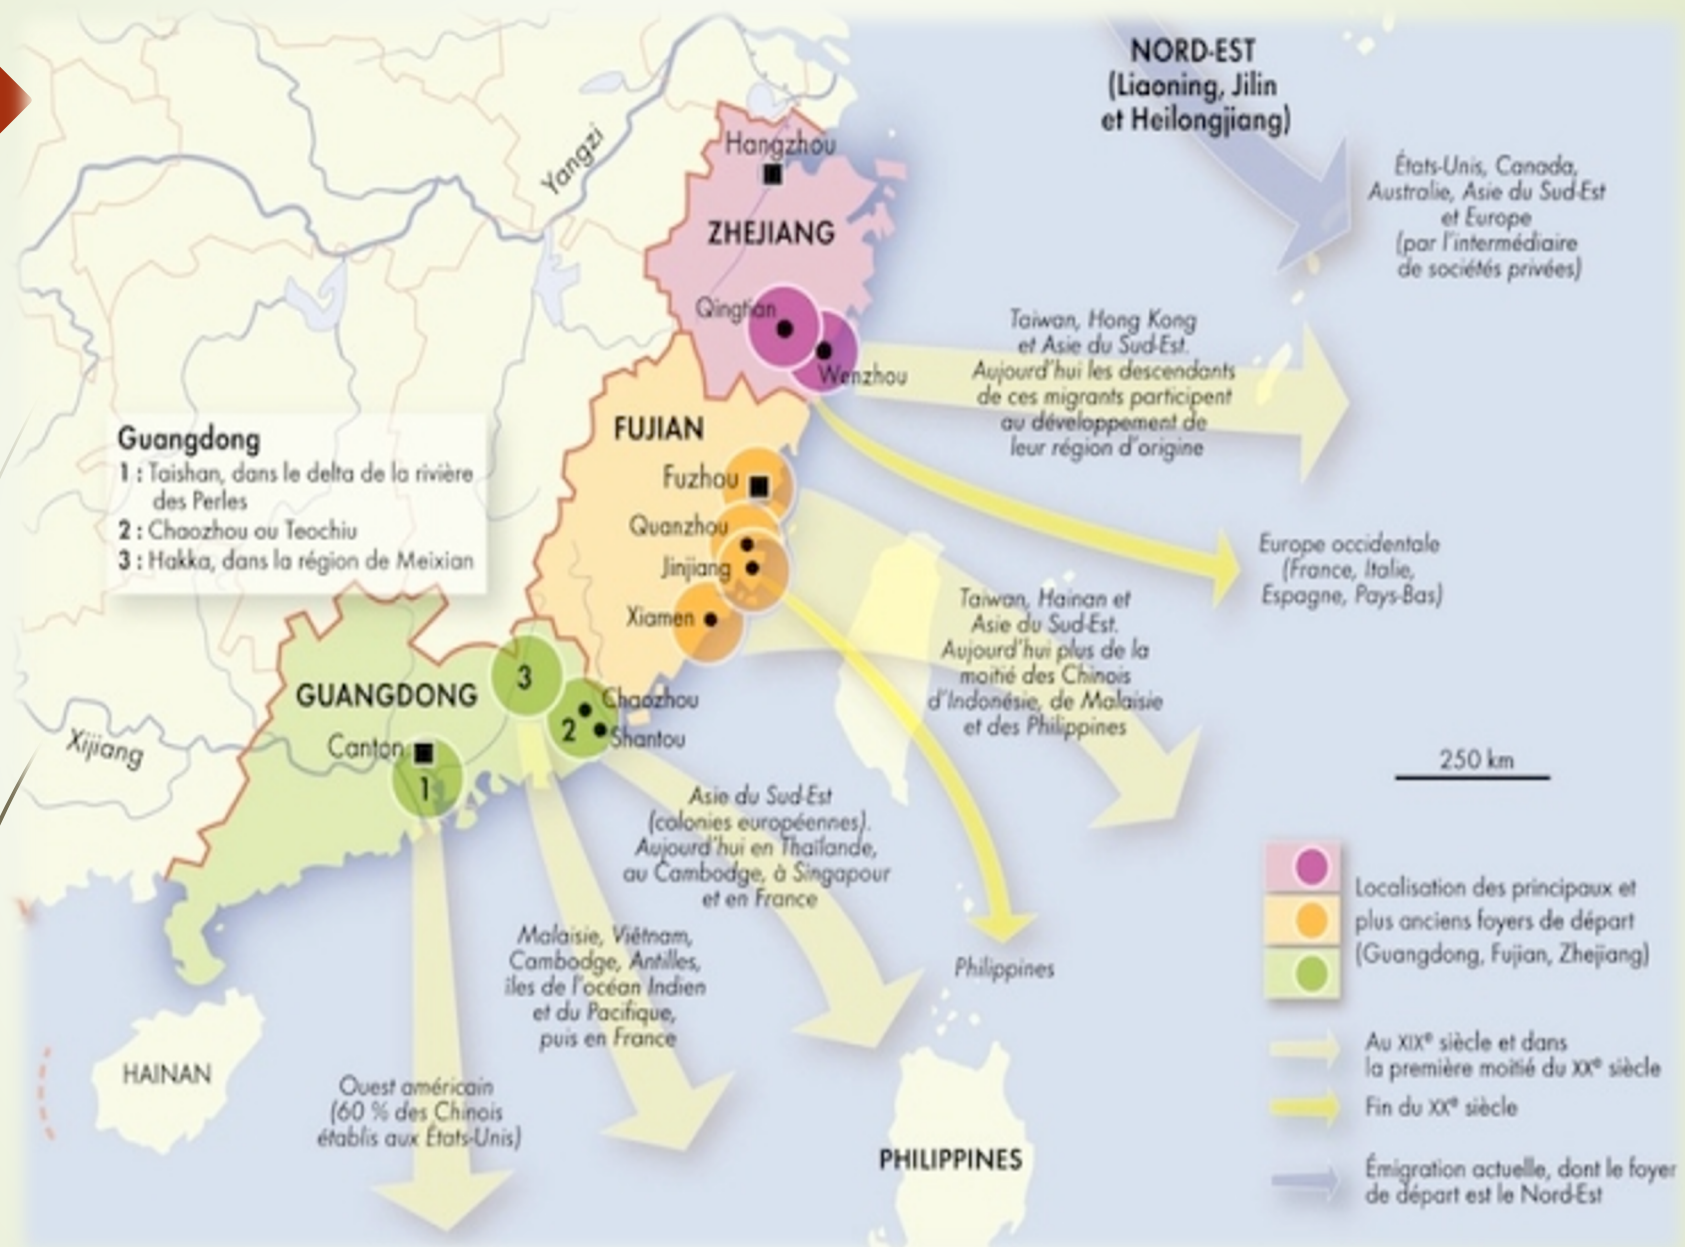 NORD-EST
(Liaoning, Jilin
et Heilongjiang)
États-Unis, Canada,
Australie, Asie du Sud-Est
et Europe
(par l'intermédiaire
de sociétés privées)
Yangzi
Hangzhou
ZHEJIANG
Qingtian
Wenzhou
Taiwan, Hong Kong
et Asie du Sud-Est.
Aujourd'hui les descendants
de ces migrants participent
au développement de
leur région d'origine
Guangdong
1 : Taishan, dans le delta de la rivière
des Perles
2 : Chaozhou ou Teochiu
3 : Hakka, dans la région de Meixian
FUJIAN
Fuzhou
Quanzhou
Jinjiang
Xiamen
Europe occidentale
(France, Italie,
Espagne, Pays-Bas)
Taiwan, Hainan et
Asie du Sud-Est.
Aujourd'hui plus de la
moitié des Chinois
d'Indonésie, de Malaisie
et des Philippines
GUANGDONG
3
Chaozhou
2
Shantou
Canton
1
Xijiang
250 km
Asie du Sud-Est
(colonies européennes).
Aujourd'hui en Thaïlande,
au Cambodge, à Singapour
et en France
Malaisie, Viêtnam,
Cambodge, Antilles,
îles de l'océan Indien
et du Pacifique,
puis en France
Philippines
HAINAN
Ouest américain
(60 % des Chinois
établis aux États-Unis)
PHILIPPINES
Localisation des principaux et
plus anciens foyers de départ
(Guangdong, Fujian, Zhejiang)
Au XIXe siècle et dans
la première moitié du XXe siècle
Fin du XXe siècle
Émigration actuelle, dont le foyer
de départ est le Nord-Est